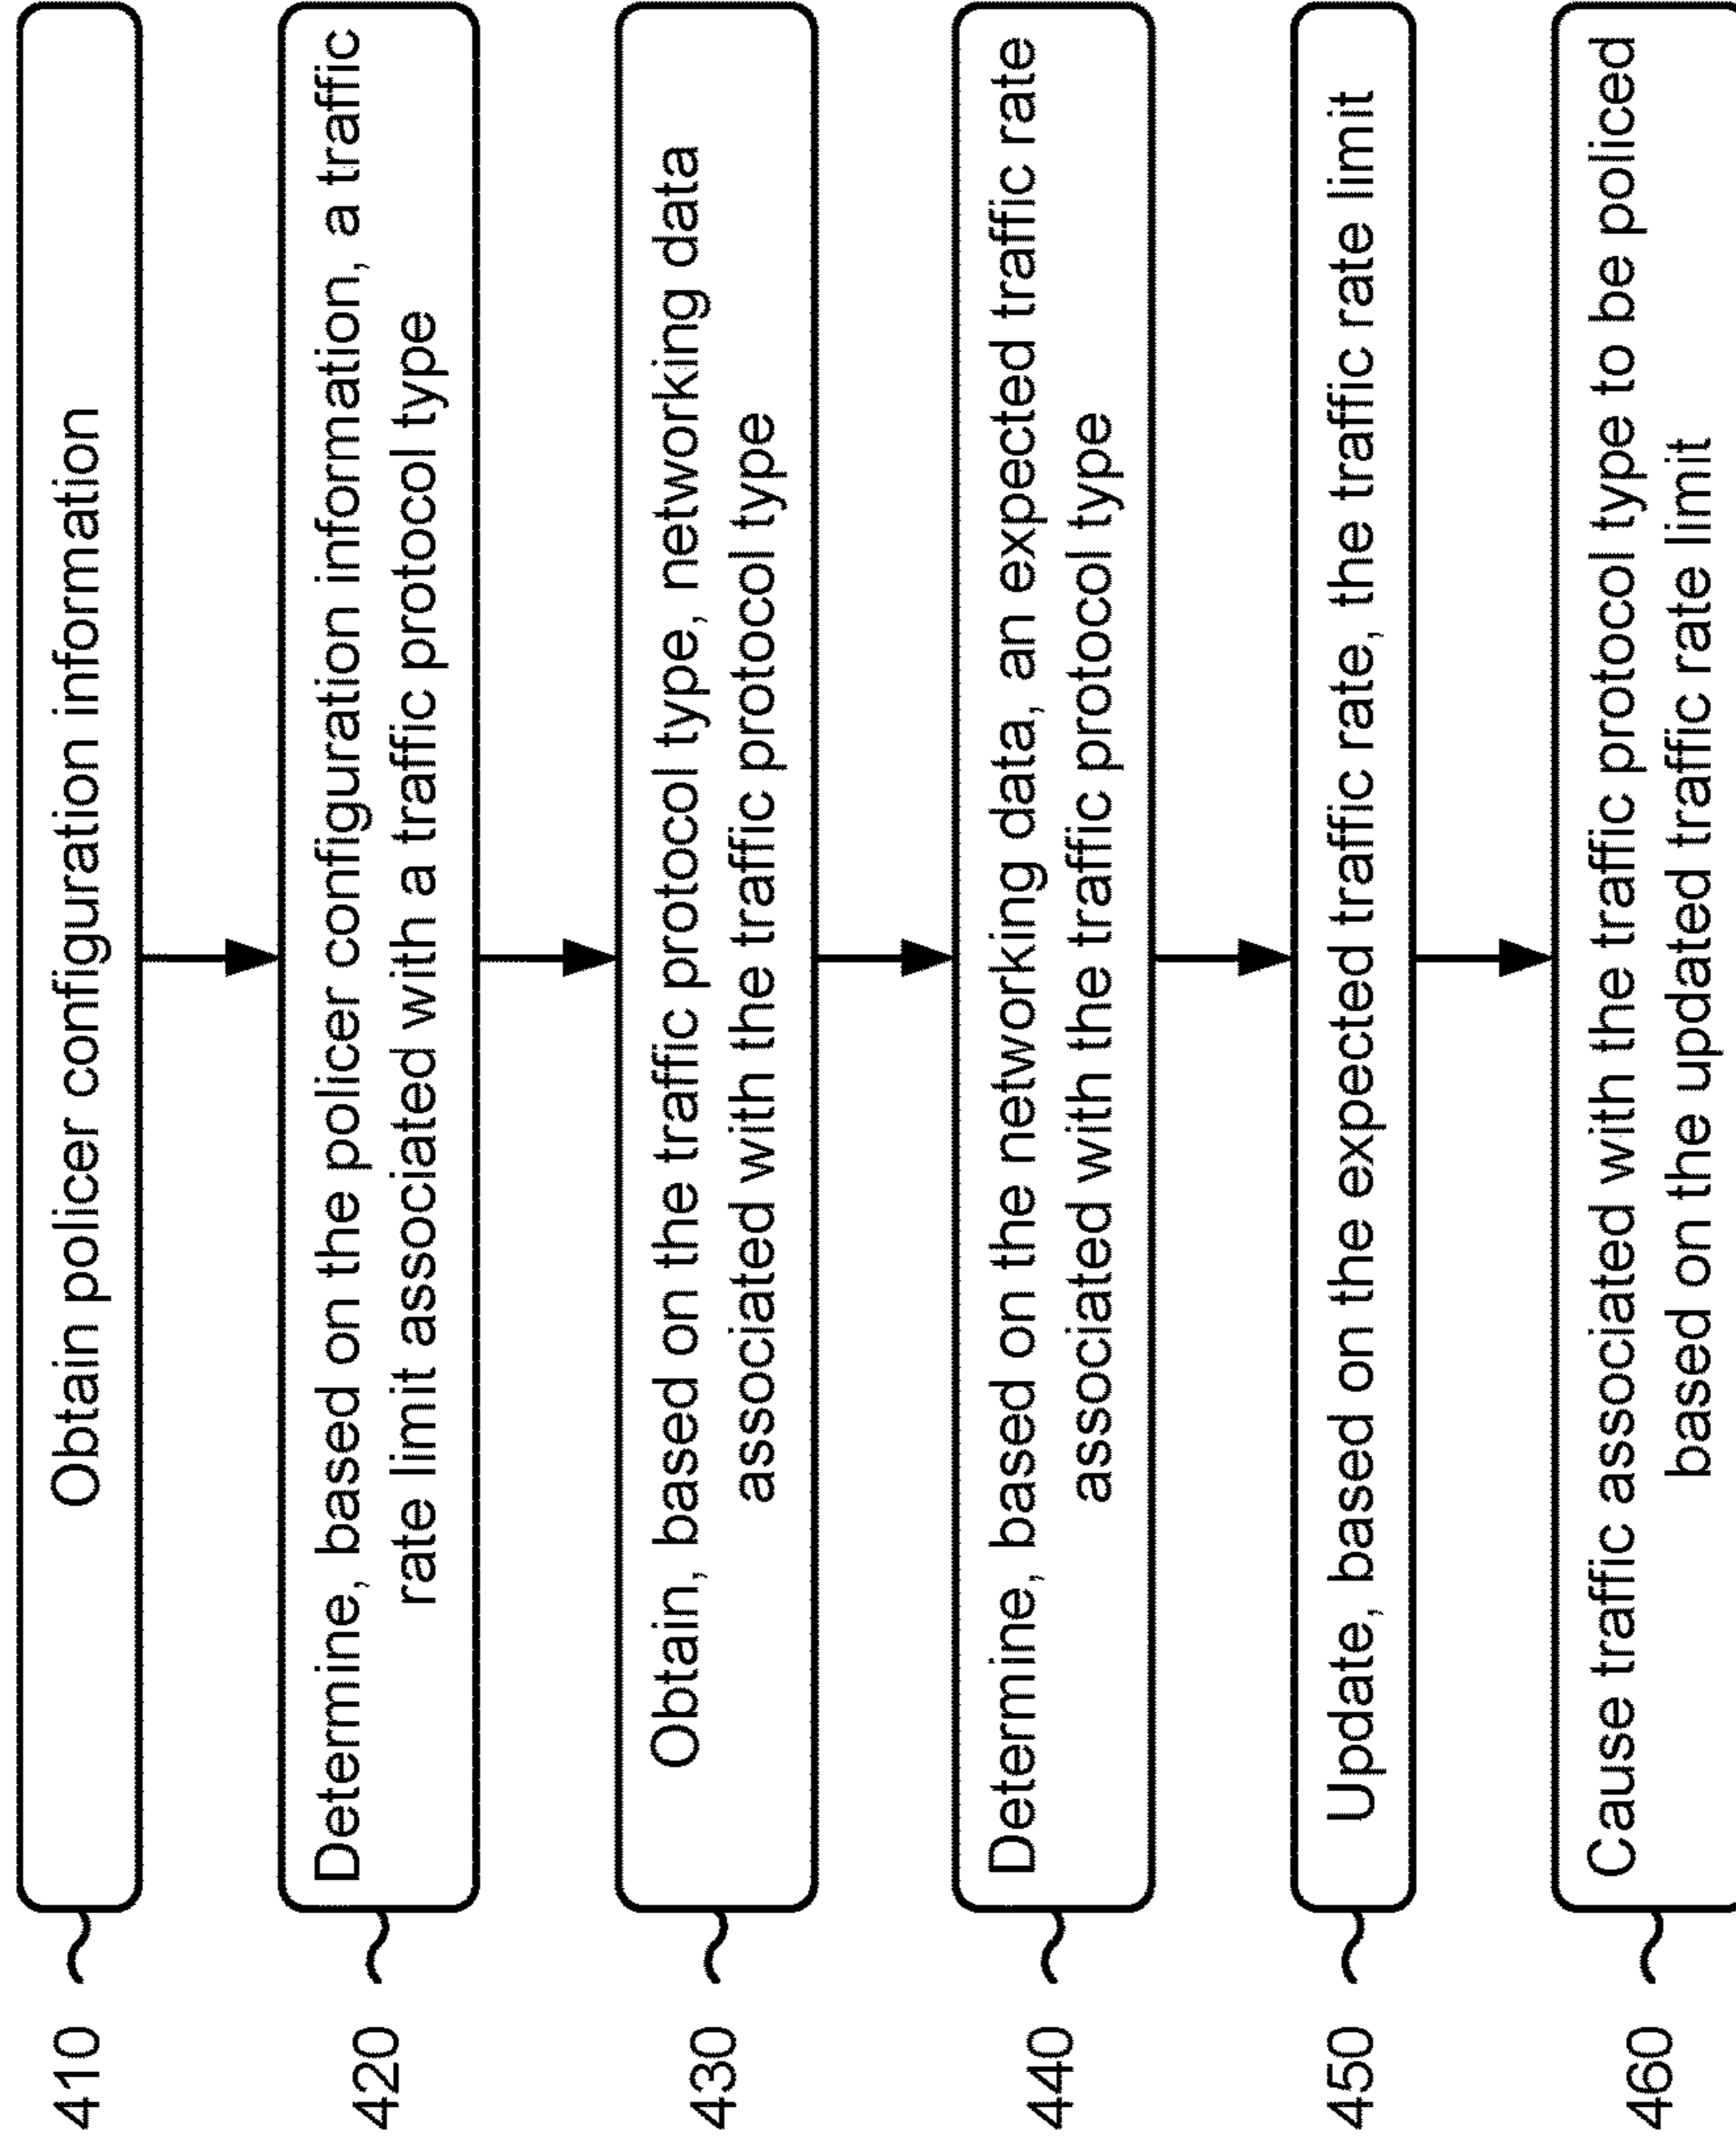 410
Obtain policer configuration information
420
Determine, based on the policer configuration information, a traffic
rate limit associated with a traffic protocol type
430
Obtain, based on the traffic protocol type, networking data
associated with the traffic protocol type
440
Determine, based on the networking data, an expected traffic rate
associated with the traffic protocol type
450
Update, based on the expected traffic rate, the traffic rate limit
460
Cause traffic associated with the traffic protocol type to be policed
based on the updated traffic rate limit